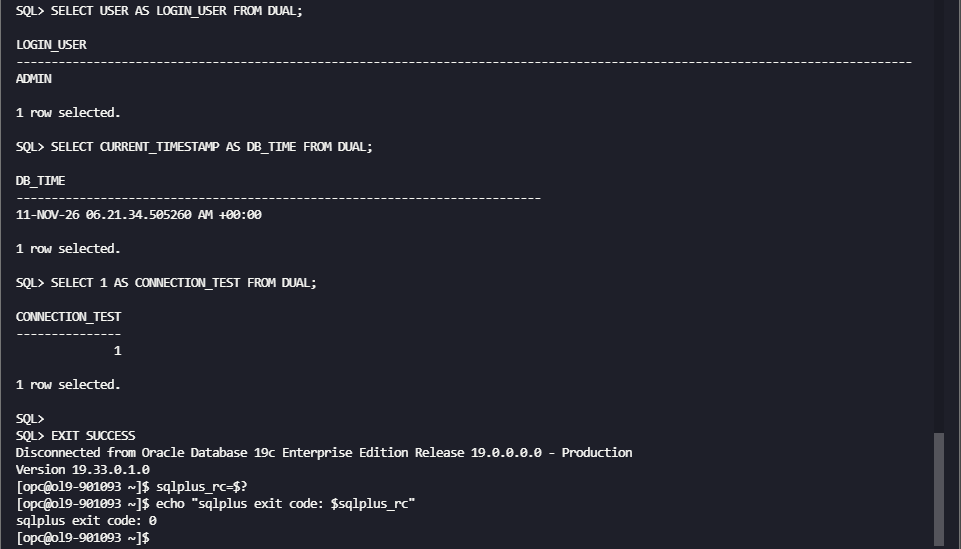 SQL> SELECT USER AS LOGIN_USER FROM DUAL;
LOGIN_USER
--------------------------------------------------------------------------------------------------------------------------------
ADMIN
1 row selected.
SQL> SELECT CURRENT_TIMESTAMP AS DB_TIME FROM DUAL;
DB_TIME
---------------------------------------------------------------------------
11-NOV-26 06.21.34.505260 AM +00:00
1 row selected.
SQL> SELECT 1 AS CONNECTION_TEST FROM DUAL;
CONNECTION_TEST
---------------
              1
1 row selected.
SQL>
SQL> EXIT SUCCESS
Disconnected from Oracle Database 19c Enterprise Edition Release 19.0.0.0.0 - Production
Version 19.33.0.1.0
[opc@ol9-901093 ~]$ sqlplus_rc=$?
[opc@ol9-901093 ~]$ echo "sqlplus exit code: $sqlplus_rc"
sqlplus exit code: 0
[opc@ol9-901093 ~]$